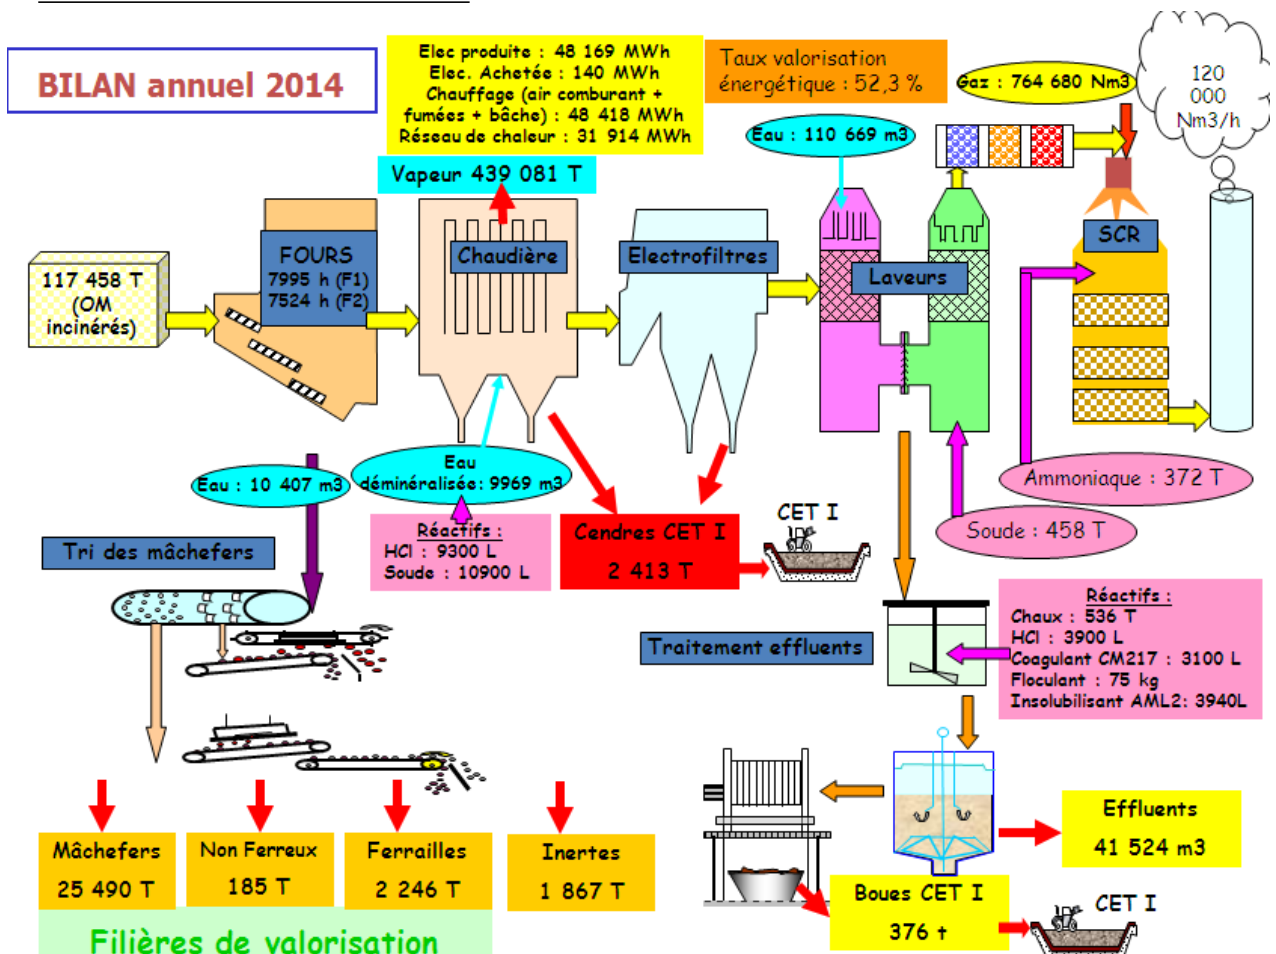 BILAN annuel 2014
Elec produite : 48 169 MWh
Elec. Achetée : 140 MWh
Chauffage (air comburant +
fumées + bâche) : 48 418 MWh
Réseau de chaleur : 31 914 MWh
Taux valorisation
énergétique : 52,3 %
Gaz : 764 680 Nm3
120
000
Nm3/h
Eau : 110 669 m3
Vapeur 439 081 T
FOURS
7995 h (F1)
7524 h (F2)
Chaudière
Electrofiltres
Laveurs
SCR
117 458 T
(OM
incinérés)
Eau : 10 407 m3
Eau
déminéralisée: 9969 m3
Ammoniaque : 372 T
Soude : 458 T
Réactifs :
HCl : 9300 L
Soude : 10900 L
Cendres CET I
2 413 T
CET I
Tri des mâchefers
Traitement effluents
Réactifs :
Chaux : 536 T
HCl : 3900 L
Coagulant CM217 : 3100 L
Floculant : 75 kg
Insolubilisant AML2: 3940L
Mâchefers
25 490 T
Non Ferreux
185 T
Ferrailles
2 246 T
Inertes
1 867 T
Effluents
41 524 m3
Boues CET I
376 t
CET I
Filières de valorisation